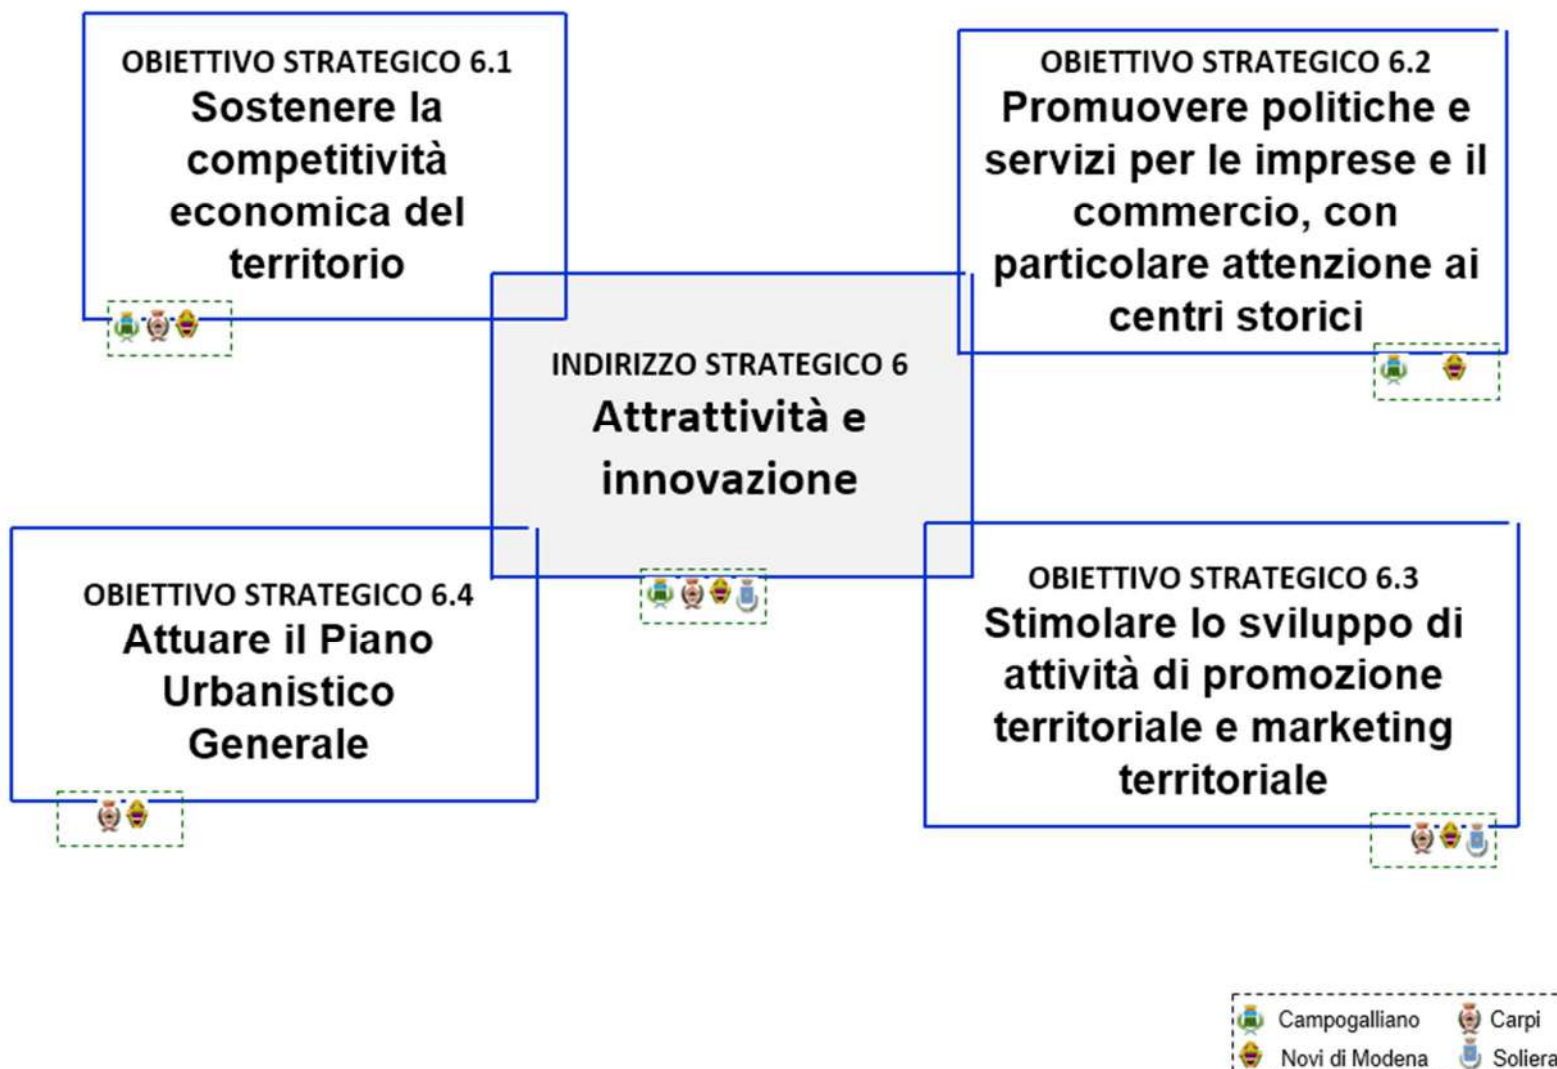 OBIETTIVO STRATEGICO 6.1
Sostenere la
competitività
economica del
territorio
OBIETTIVO STRATEGICO 6.2
Promuovere politiche e
servizi per le imprese e il
commercio, con
particolare attenzione ai
centri storici
INDIRIZZO STRATEGICO 6
Attrattività e
innovazione
OBIETTIVO STRATEGICO 6.4
Attuare il Piano
Urbanistico
Generale
OBIETTIVO STRATEGICO 6.3
Stimolare lo sviluppo di
attività di promozione
territoriale e marketing
territoriale
Campogalliano Carpi
Novi di Modena Soliera